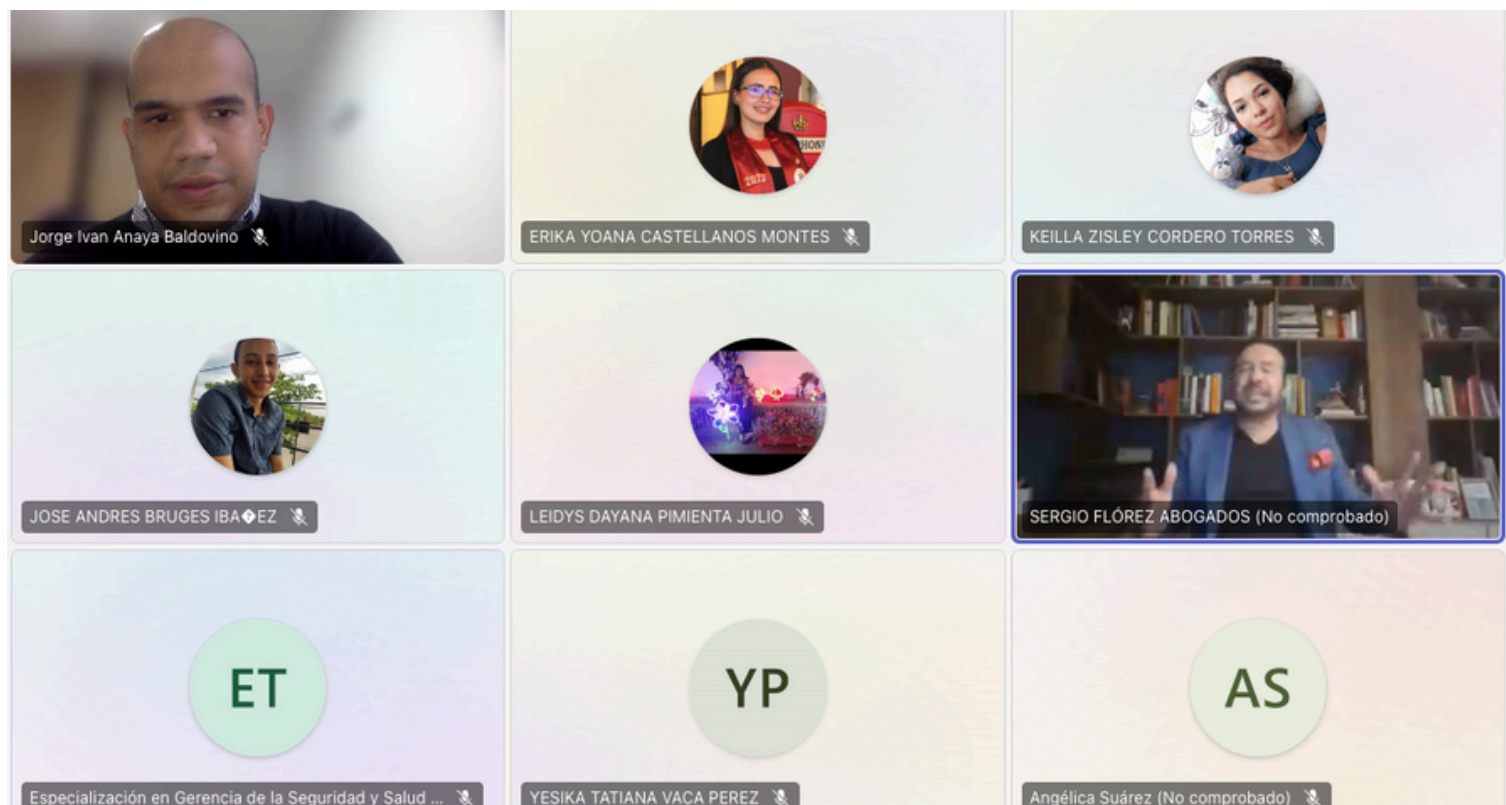 Jorge Ivan Anaya Baldovino
ERIKA YOANA CASTELLANOS MONTES
2023
HONE
KEILLA ZISLEY CORDERO TORRES
JOSE ANDRES BRUGES IBA�EZ
LEIDYS DAYANA PIMIENTA JULIO
SERGIO FLÓREZ ABOGADOS (No comprobado)
ET
YP
AS
Especialización en Gerencia de la Seguridad y Salud ...
YESIKA TATIANA VACA PEREZ
Angélica Suárez (No comprobado)